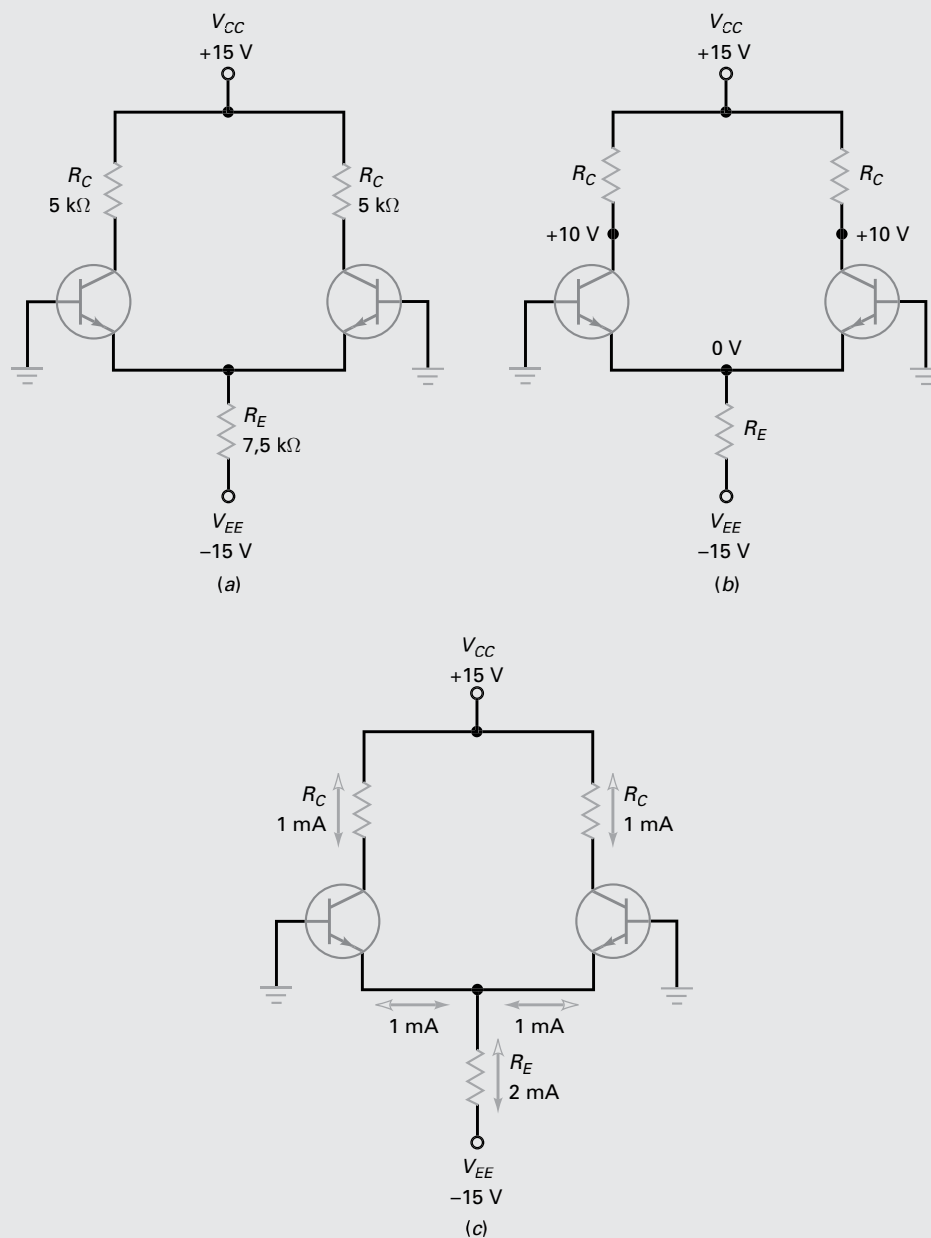 V_CC
+15 V
R_C
5 kΩ
R_C
5 kΩ
R_E
7,5 kΩ
V_EE
–15 V
(a)
V_CC
+15 V
R_C
R_C
+10 V
+10 V
0 V
R_E
V_EE
–15 V
(b)
V_CC
+15 V
R_C
1 mA
R_C
1 mA
1 mA
1 mA
R_E
2 mA
V_EE
–15 V
(c)